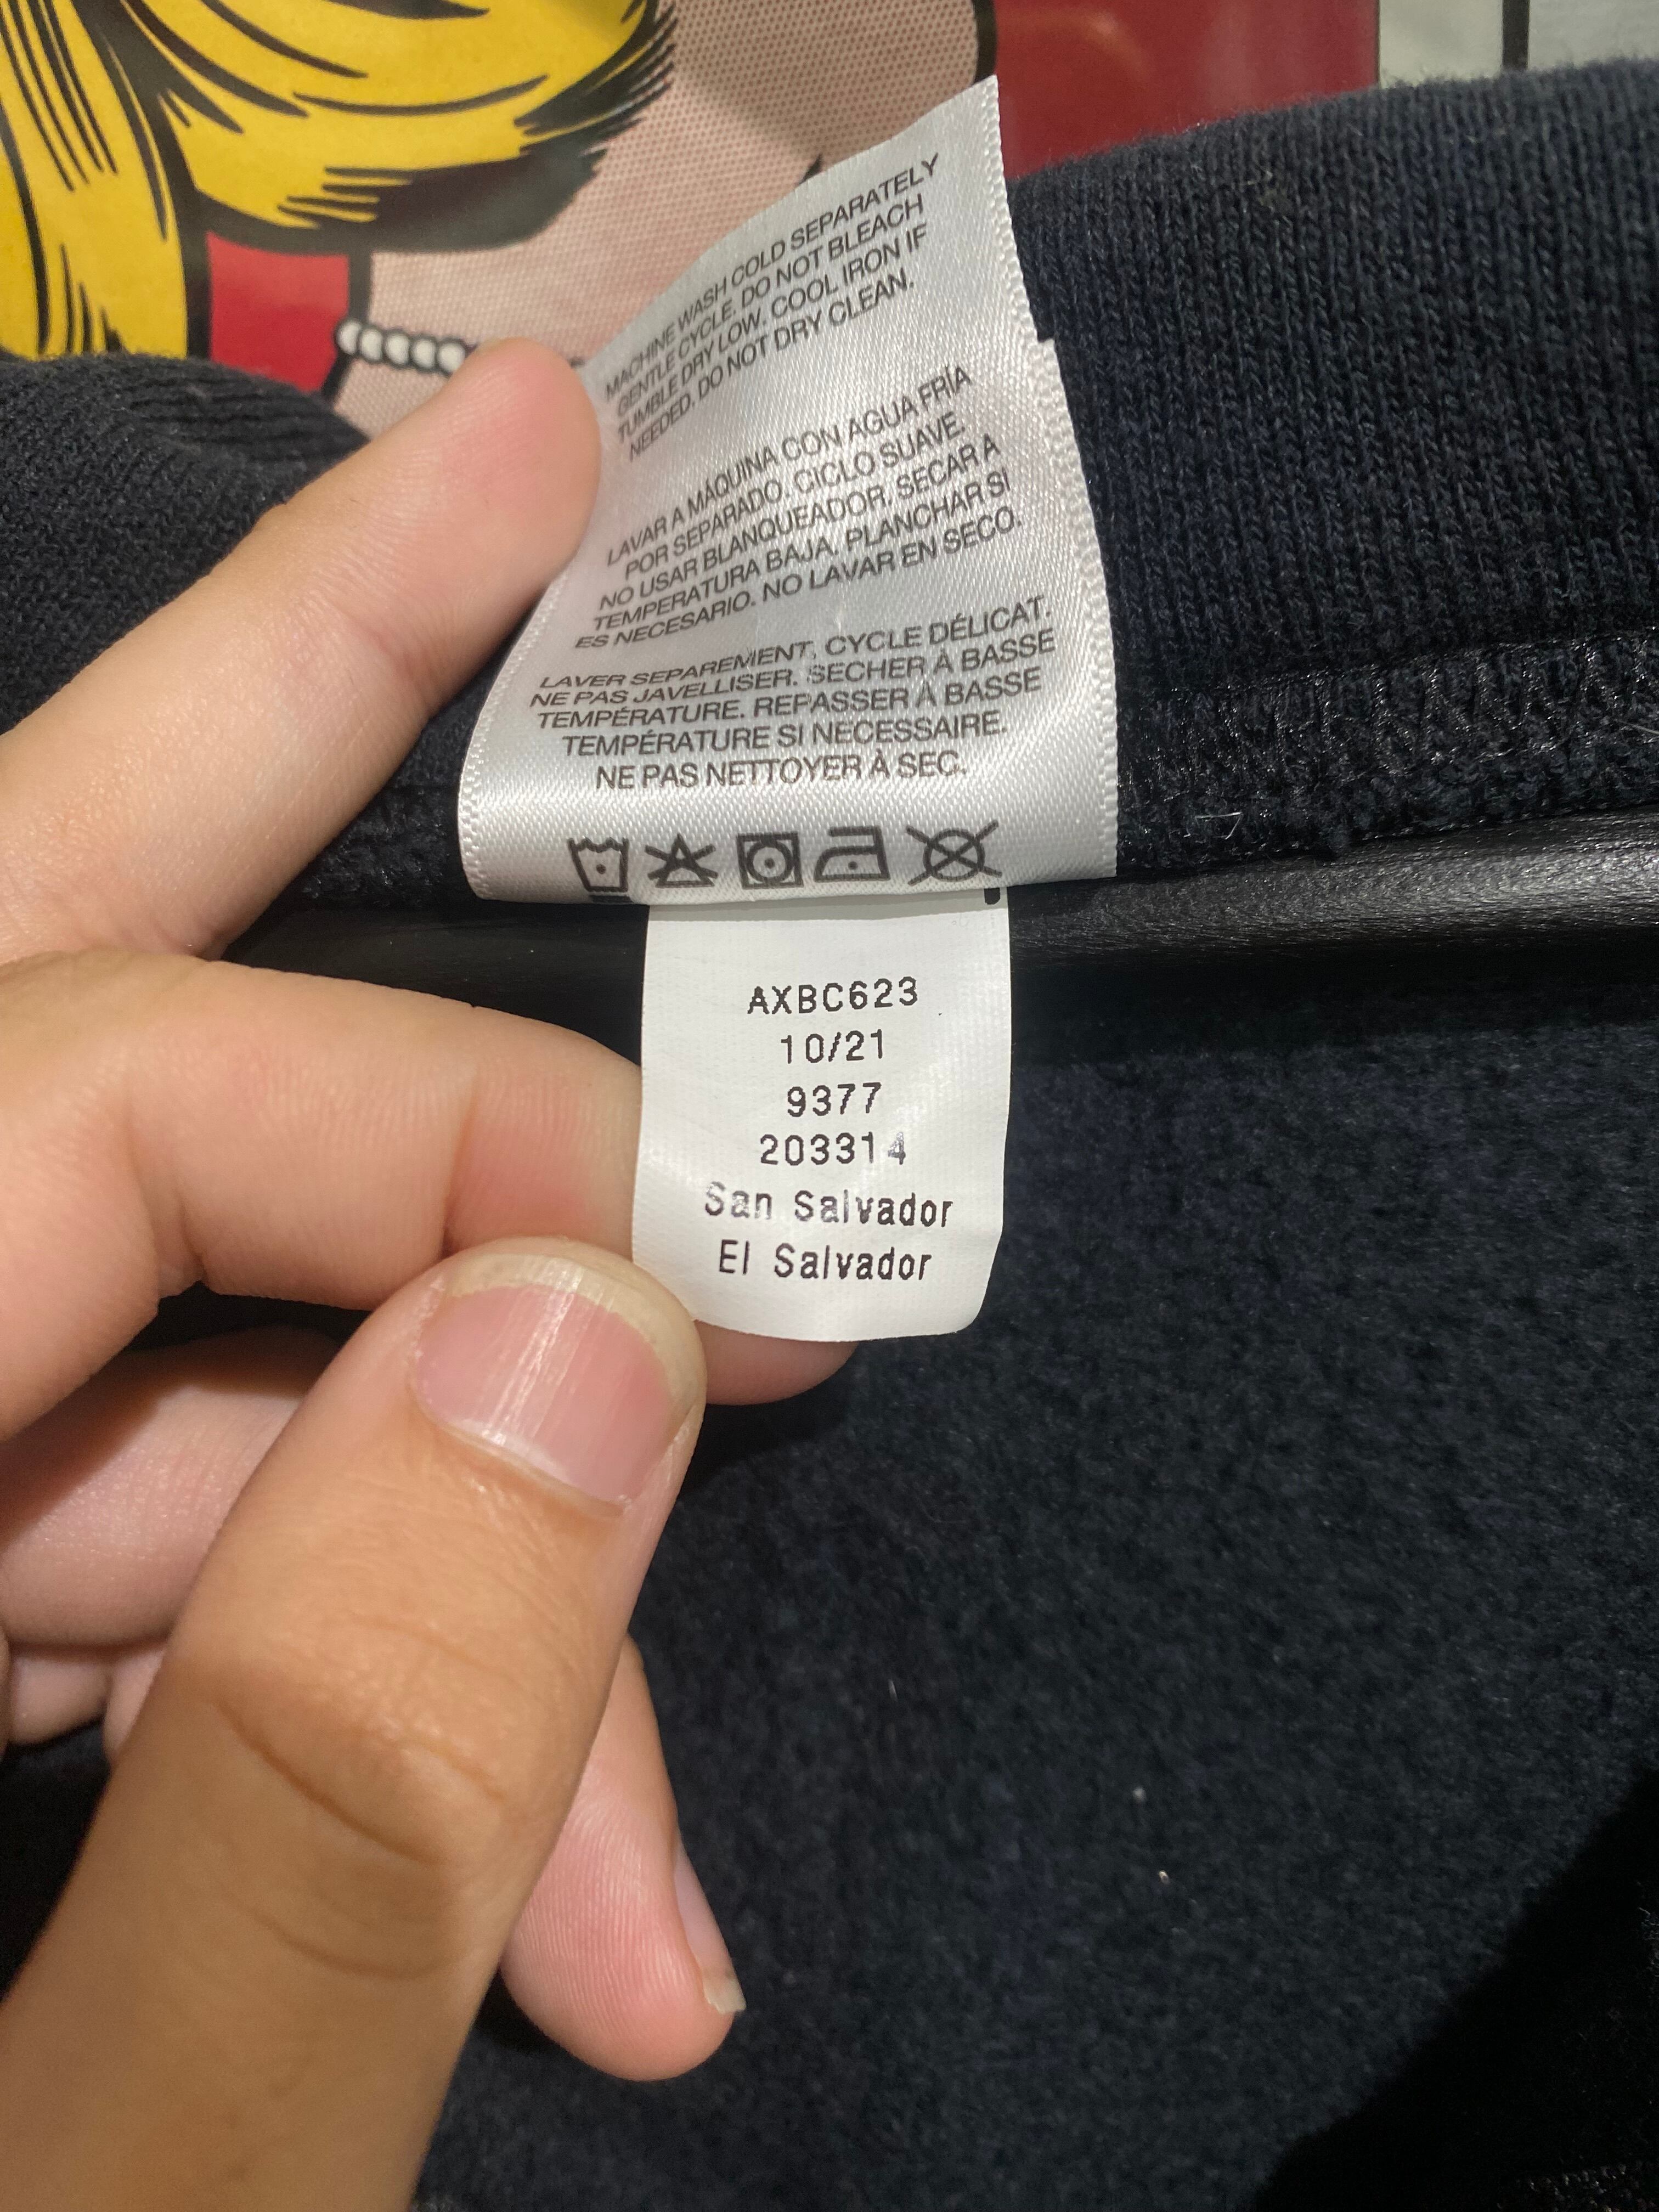 MACHINE WASH COLD SEPARATELY
GENTLE CYCLE. DO NOT BLEACH
TUMBLE DRY LOW. COOL IRON IF
NEEDED. DO NOT DRY CLEAN.
LAVAR A MÁQUINA CON AGUA FRÍA
POR SEPARADO. CICLO SUAVE.
NO USAR BLANQUEADOR. SECAR A
TEMPERATURA BAJA. PLANCHAR SI
ES NECESARIO. NO LAVAR EN SECO.
LAVER SEPAREMENT, CYCLE DÉLICAT.
NE PAS JAVELLISER. SECHER À BASSE
TEMPÉRATURE. REPASSER À BASSE
TEMPÉRATURE SI NECESSAIRE.
NE PAS NETTOYER À SEC.
AXBC623
10/21
9377
203314
San Salvador
El Salvador